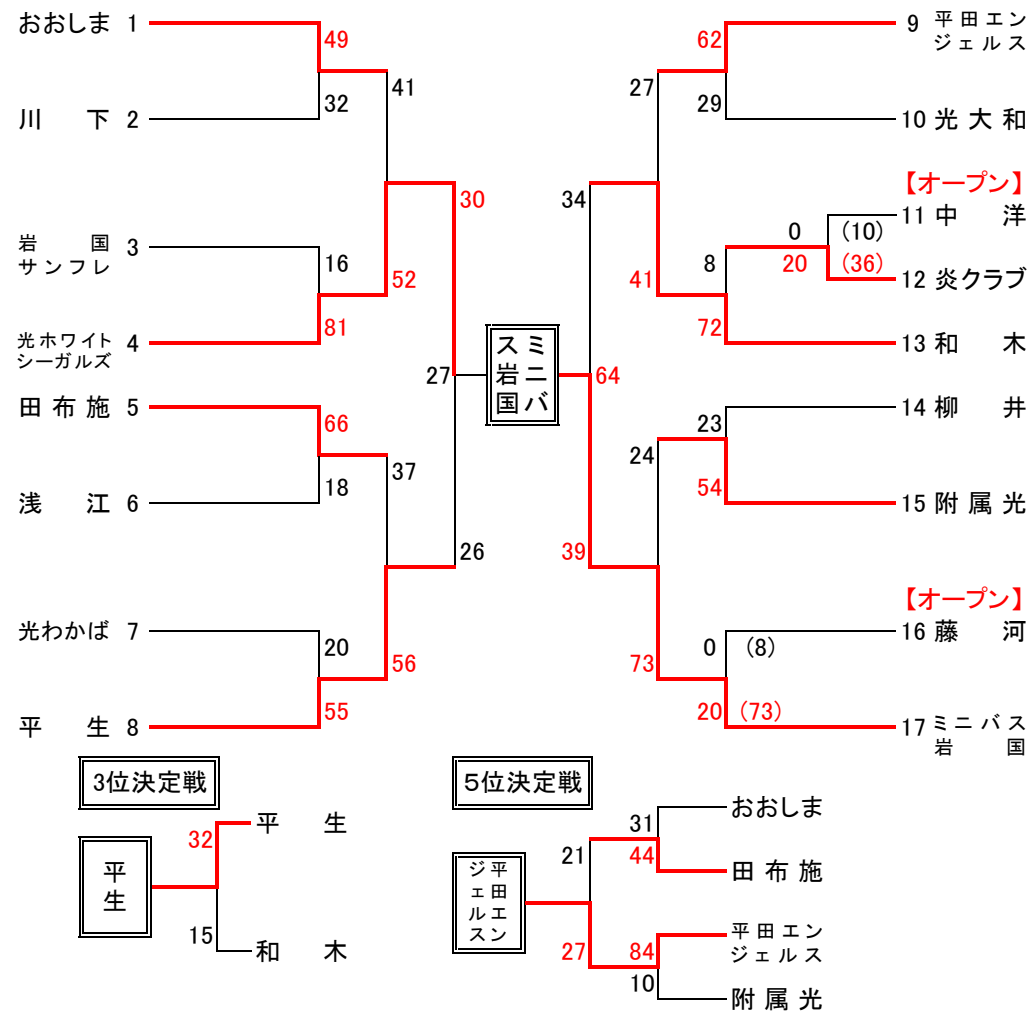 おおしま 1
49
32
川 下 2
41
30
岩 国
サンフレ 3
16
81
52
光ホワイト
シーガルズ 4
27
田布施 5
66
18
浅 江 6
37
26
光わかば 7
20
55
56
平 生 8
ミニバ
ス岩国
64
9 平田エン
ジェルス
62
29
10 光大和
27
34
【オープン】
11 中 洋
0 (10)
20 (36)
12 炎クラブ
8
72
41
13 和 木
14 柳 井
23
54
24
15 附属光
39
【オープン】
16 藤 河
0 (8)
20 (73)
73
17 ミニバス
岩 国
3位決定戦
平 生
32
15
平生
和 木
5位決定戦
おおしま
31
44
田布施
21
27
平田エン
ジェルス
平田エン
ジェルス
84
10
附属光